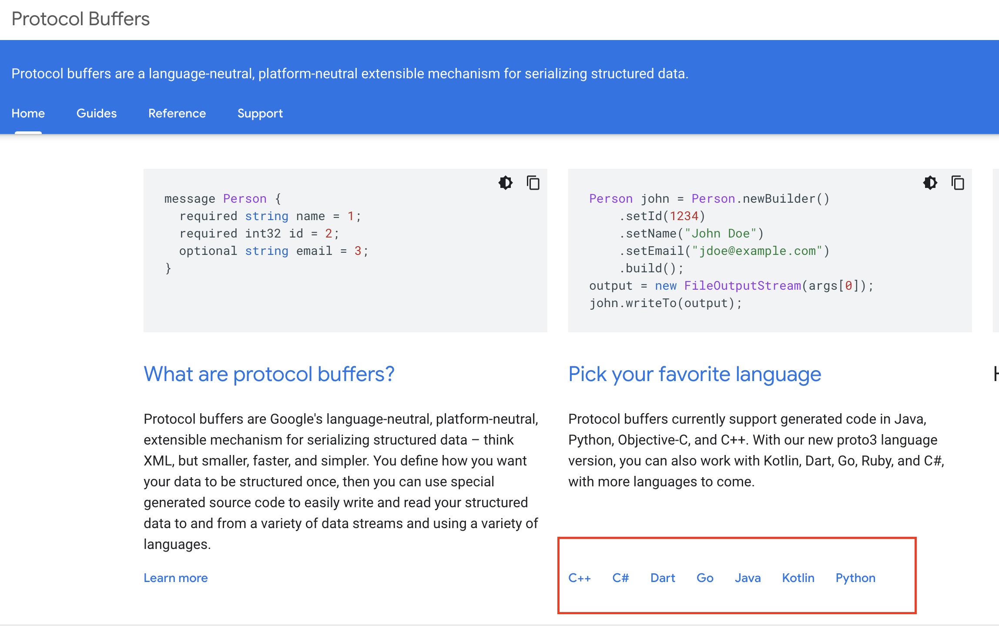 Protocol Buffers
Protocol buffers are a language-neutral, platform-neutral extensible mechanism for serializing structured data.
Home Guides Reference Support
message Person {
  required string name = 1;
  required int32 id = 2;
  optional string email = 3;
}
Person john = Person.newBuilder()
    .setId(1234)
    .setName("John Doe")
    .setEmail("jdoe@example.com")
    .build();
output = new FileOutputStream(args[0]);
john.writeTo(output);
What are protocol buffers?
Protocol buffers are Google's language-neutral, platform-neutral,
extensible mechanism for serializing structured data – think
XML, but smaller, faster, and simpler. You define how you want
your data to be structured once, then you can use special
generated source code to easily write and read your structured
data to and from a variety of data streams and using a variety of
languages.
Learn more
Pick your favorite language
Protocol buffers currently support generated code in Java,
Python, Objective-C, and C++. With our new proto3 language
version, you can also work with Kotlin, Dart, Go, Ruby, and C#,
with more languages to come.
C++ C# Dart Go Java Kotlin Python